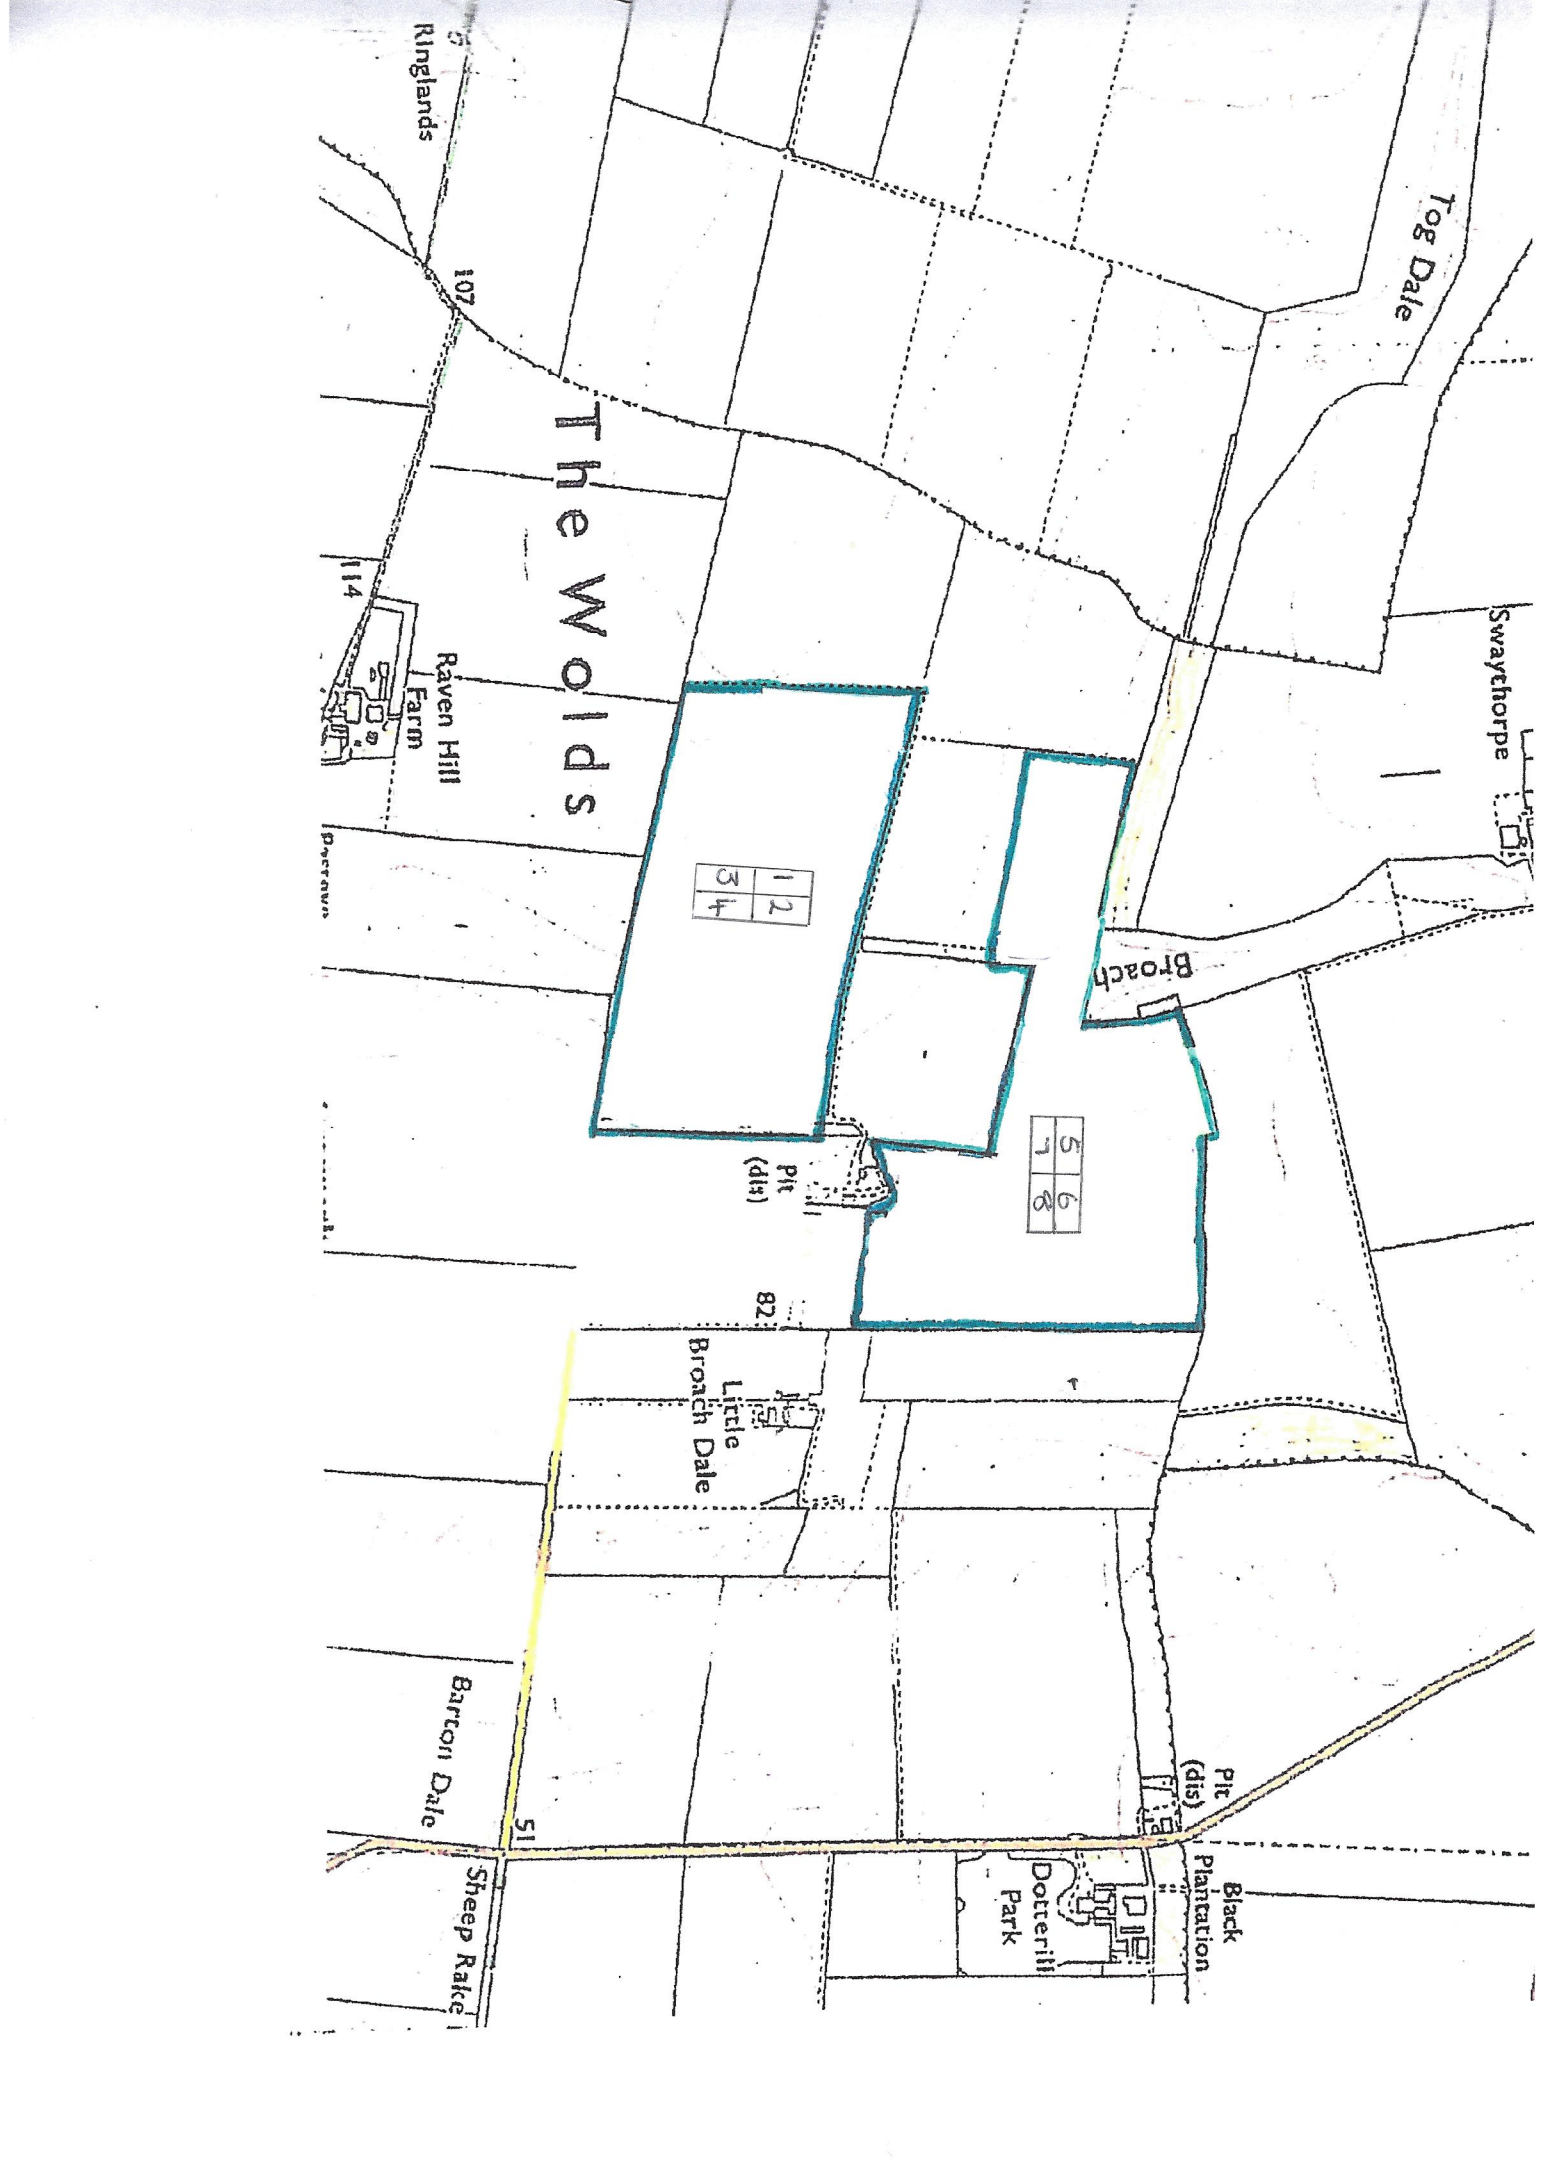 Swaythorpe
Tog Dale
Broach
Pit
(dis)
Black
Plantation
Dotterill
Park
5 6
7 8
1 2
3 4
Pit
(dis)
82
Little
Broach Dale
The Wolds
51
Sheep Rake
Barton Dale
Ringlands
107
114
Raven Hill
Farm